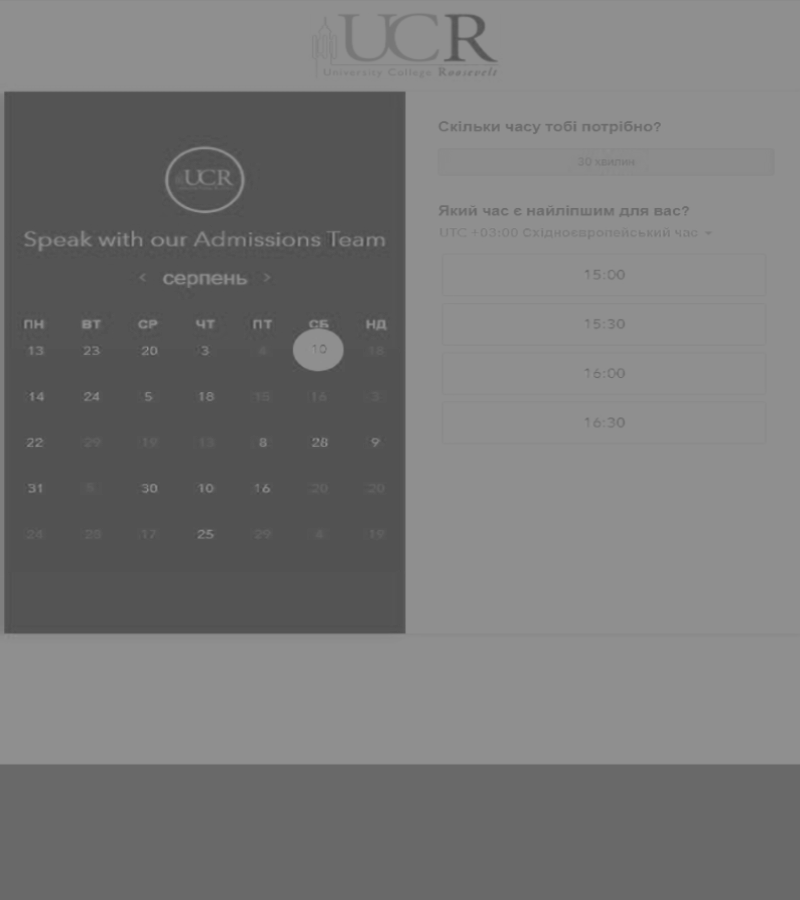 UCR
University College Roosevelt
UCR
Speak with our Admissions Team
< серпень >
ПН ВТ СР ЧТ ПТ СБ НД
13 23 20 3 4 10 18
14 24 5 18 15 16 3
22 29 19 13 8 28 9
31 5 30 10 16 20 20
24 28 17 25 29 4 19
Скільки часу тобі потрібно?
30 хвилин
Який час є найліпшим для вас?
UTC +03:00 Східноєвропейський час
15:00
15:30
16:00
16:30